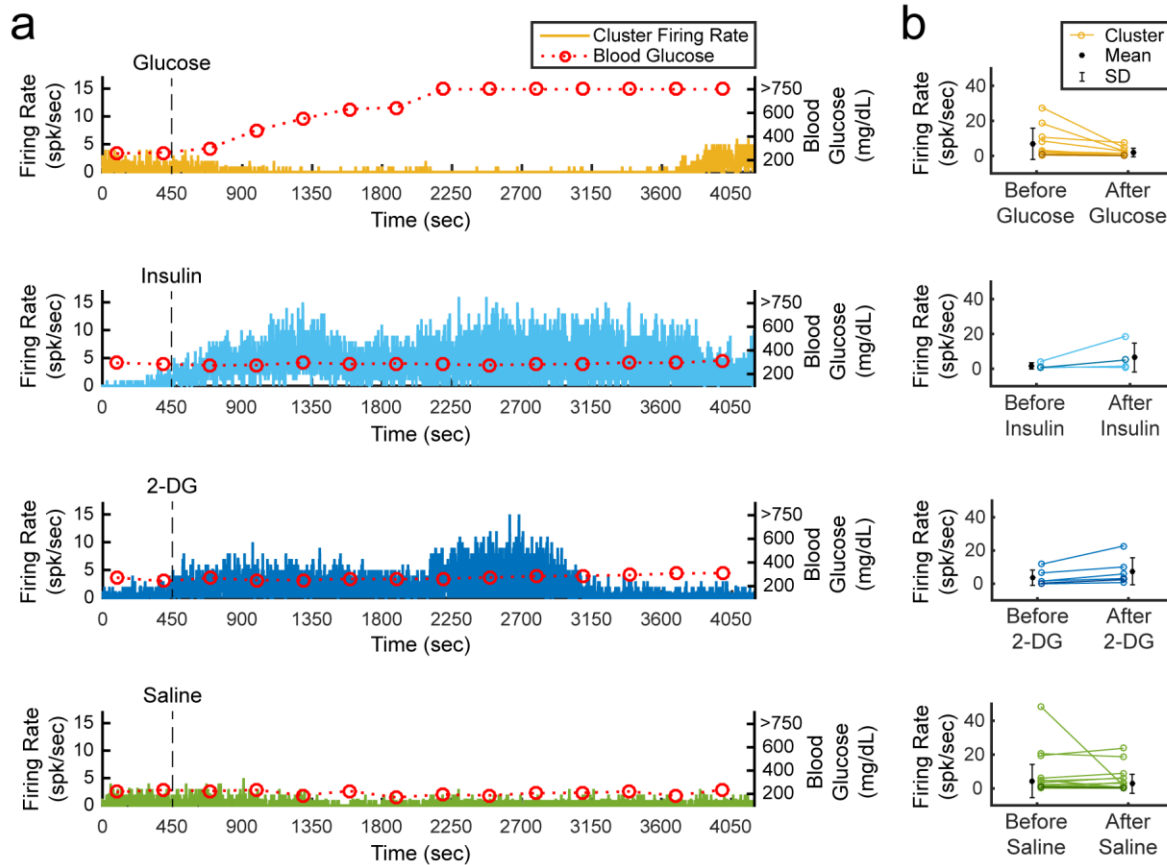 a
Cluster Firing Rate
Blood Glucose
Glucose
Firing Rate
(spk/sec)
15
10
5
0
>750
600
400
200
Blood
Glucose
(mg/dL)
0 450 900 1350 1800 2250 2700 3150 3600 4050
Time (sec)
Insulin
Firing Rate
(spk/sec)
15
10
5
0
>750
600
400
200
Blood
Glucose
(mg/dL)
0 450 900 1350 1800 2250 2700 3150 3600 4050
Time (sec)
2-DG
Firing Rate
(spk/sec)
15
10
5
0
>750
600
400
200
Blood
Glucose
(mg/dL)
0 450 900 1350 1800 2250 2700 3150 3600 4050
Time (sec)
Saline
Firing Rate
(spk/sec)
15
10
5
0
>750
600
400
200
Blood
Glucose
(mg/dL)
0 450 900 1350 1800 2250 2700 3150 3600 4050
Time (sec)
b
Cluster
Mean
SD
Firing Rate
(spk/sec)
40
20
0
Before After
Glucose Glucose
Firing Rate
(spk/sec)
40
20
0
Before After
Insulin Insulin
Firing Rate
(spk/sec)
40
20
0
Before After
2-DG 2-DG
Firing Rate
(spk/sec)
40
20
0
Before After
Saline Saline